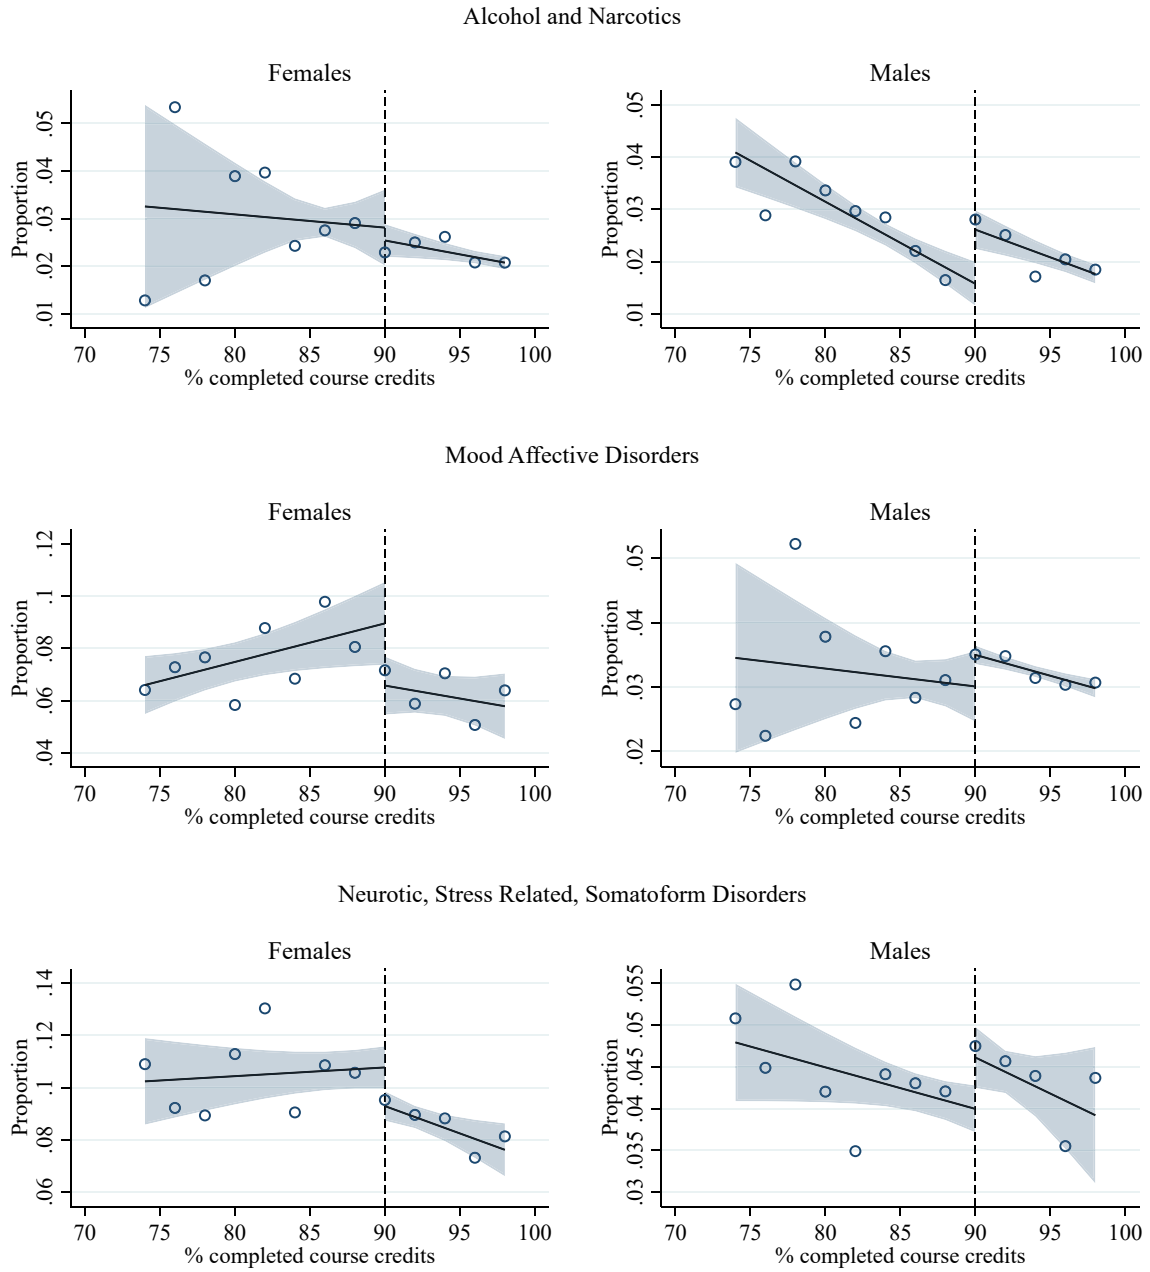 Alcohol and Narcotics
Females
Males
Proportion
.05
.04
.03
.02
.01
70 75 80 85 90 95 100
% completed course credits
Proportion
.05
.04
.03
.02
.01
70 75 80 85 90 95 100
% completed course credits
Mood Affective Disorders
Females
Males
Proportion
.12
.1
.08
.06
.04
70 75 80 85 90 95 100
% completed course credits
Proportion
.05
.04
.03
.02
70 75 80 85 90 95 100
% completed course credits
Neurotic, Stress Related, Somatoform Disorders
Females
Males
Proportion
.14
.12
.1
.08
.06
70 75 80 85 90 95 100
% completed course credits
Proportion
.055
.05
.045
.04
.035
.03
70 75 80 85 90 95 100
% completed course credits